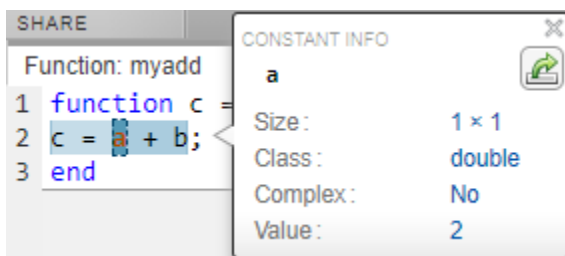 SHARE
Function: myadd
1 function c =
2 c = a + b;
3 end
CONSTANT INFO
a
Size: 1 × 1
Class: double
Complex: No
Value: 2